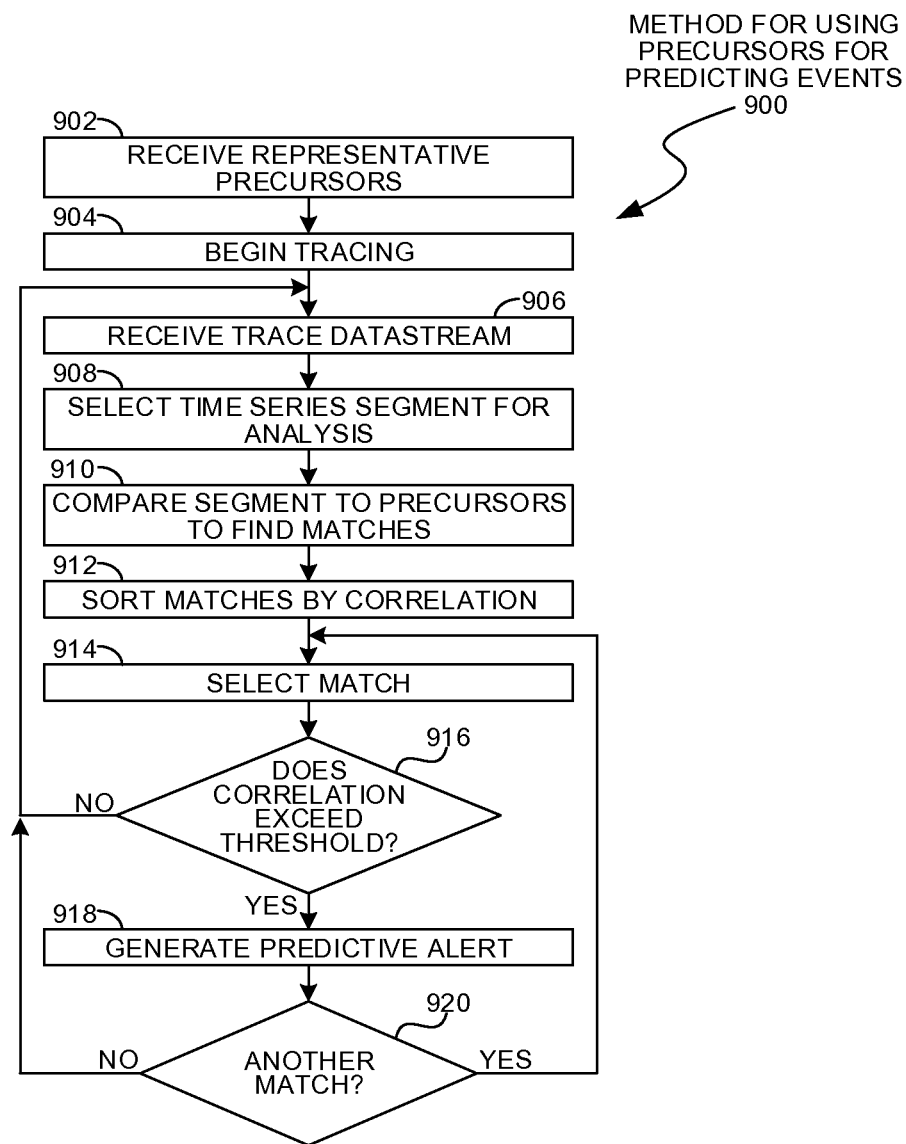 METHOD FOR USING
PRECURSORS FOR
PREDICTING EVENTS
900
902
RECEIVE REPRESENTATIVE
PRECURSORS
904
BEGIN TRACING
906
RECEIVE TRACE DATASTREAM
908
SELECT TIME SERIES SEGMENT FOR
ANALYSIS
910
COMPARE SEGMENT TO PRECURSORS
TO FIND MATCHES
912
SORT MATCHES BY CORRELATION
914
SELECT MATCH
916
DOES
CORRELATION
EXCEED
THRESHOLD?
NO
YES
918
GENERATE PREDICTIVE ALERT
920
ANOTHER
MATCH?
NO
YES